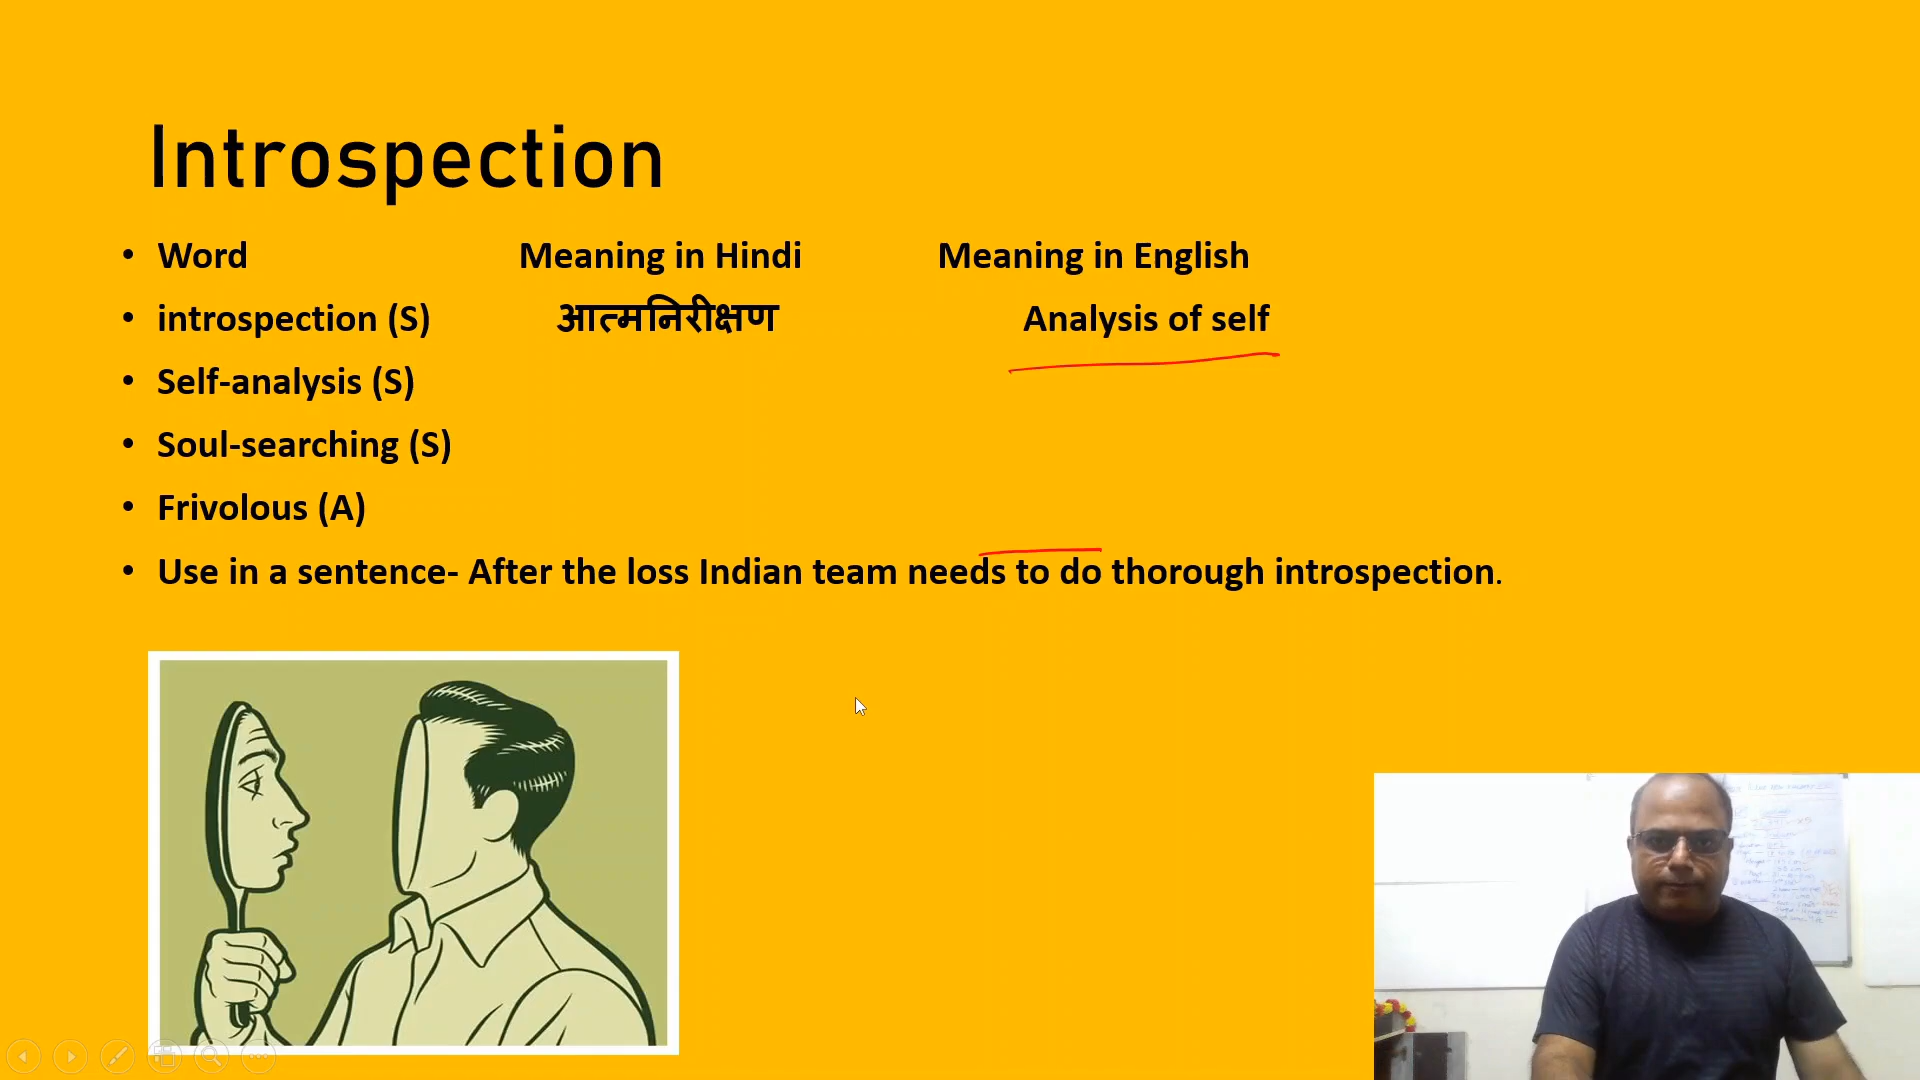 Introspection
• Word Meaning in Hindi Meaning in English
• introspection (S) आत्मनिरीक्षण Analysis of self
• Self-analysis (S)
• Soul-searching (S)
• Frivolous (A)
• Use in a sentence- After the loss Indian team needs to do thorough introspection.